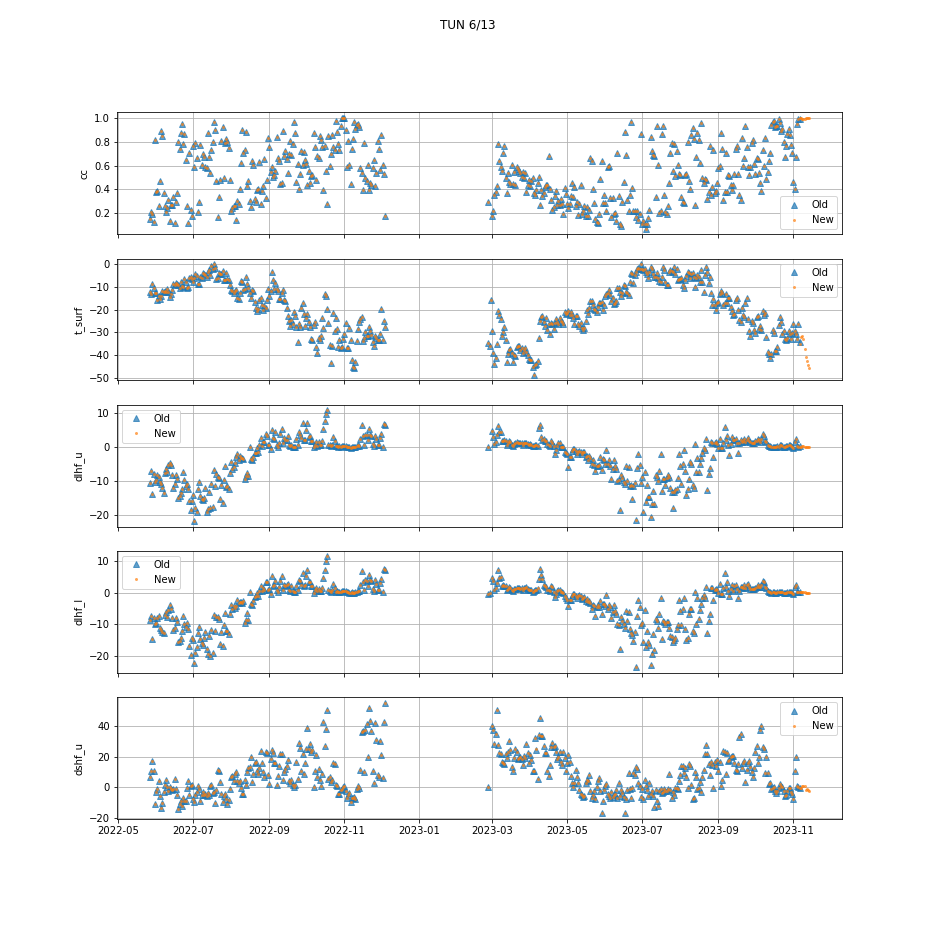 TUN 6/13
1.0
0.8
0.6
0.4
0.2
cc
Old
New
0
−10
−20
−30
−40
−50
t_surf
Old
New
10
0
−10
−20
dlhf_u
Old
New
10
0
−10
−20
dlhf_l
Old
New
40
20
0
−20
dshf_u
Old
New
2022-05
2022-07
2022-09
2022-11
2023-01
2023-03
2023-05
2023-07
2023-09
2023-11